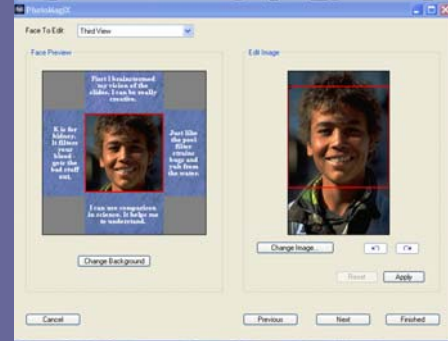 PhotoMagiX
Face To Edit:
Third View
Face Preview
First I brainstormed
my vision of the
slides. I can be really
creative.
K is for
kidney.
It filters
your
blood -
gets the
bad stuff
out.
Just like
the pool
filter
strains
bugs and
yuk from
the water.
I can use comparison
in science. It helps me
to understand.
Change Background
Edit Image
Change Image...
Reset
Apply
Cancel
Previous
Next
Finished